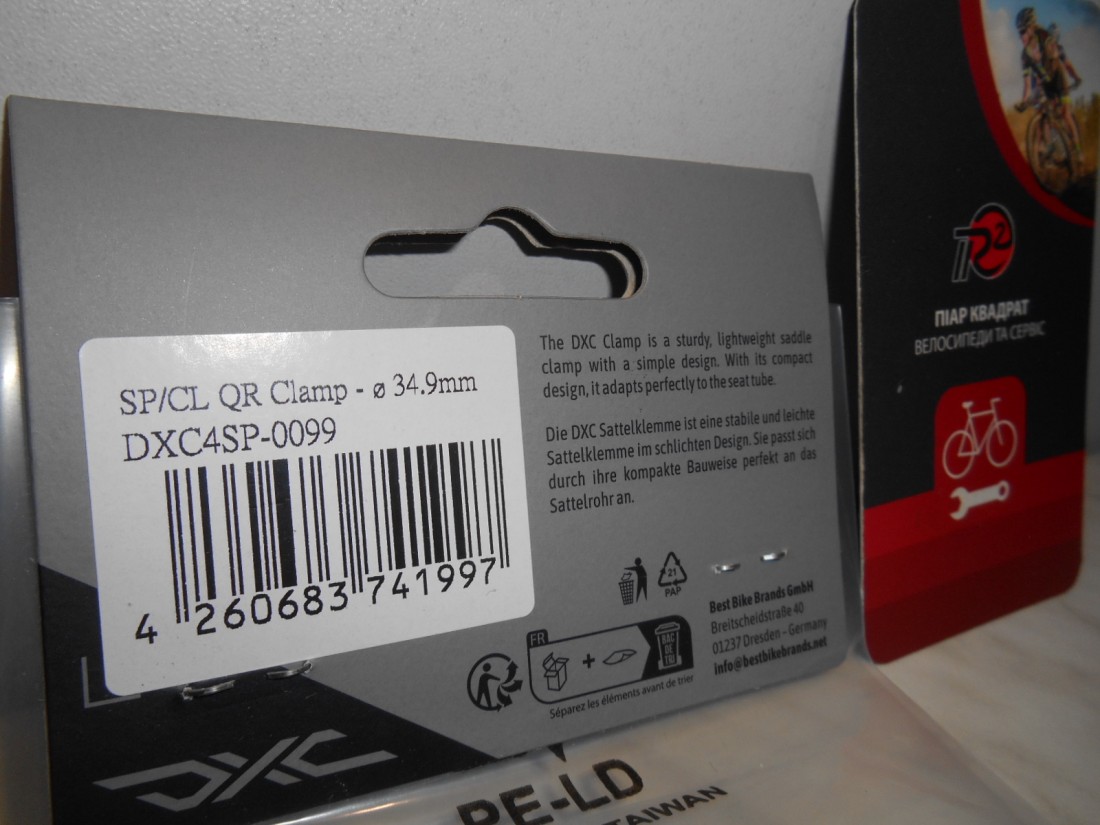 SP/CL QR Clamp - ø 34.9mm
DXC4SP-0099
4 260683 741997
The DXC Clamp is a sturdy, lightweight saddle
clamp with a simple design. With its compact
design, it adapts perfectly to the seat tube.
Die DXC Sattelklemme ist eine stabile und leichte
Sattelklemme im schlichten Design. Sie passt sich
durch ihre kompakte Bauweise perfekt an das
Sattelrohr an.
21
PAP
Best Bike Brands GmbH
Breitscheidstraße 40
01237 Dresden – Germany
info@bestbikebrands.net
FR
BAC
DE
TRI
Séparez les éléments avant de trier
DXC
PE-LD
TAIWAN
R2
ПІАР КВАДРАТ
ВЕЛОСИПЕДИ ТА СЕРВІС